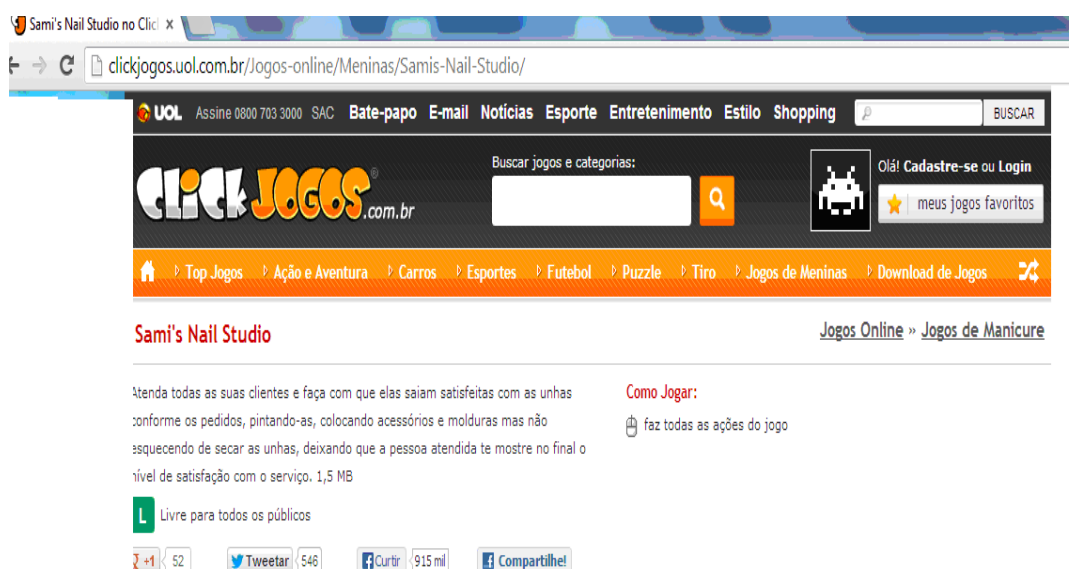 Sami's Nail Studio no Clic
clickjogos.uol.com.br/Jogos-online/Meninas/Samis-Nail-Studio/
UOL Assine 0800 703 3000 SAC Bate-papo E-mail Notícias Esporte Entretenimento Estilo Shopping BUSCAR
CLICK JOGOS.com.br
Buscar jogos e categorias:
Olá! Cadastre-se ou Login
meus jogos favoritos
Top Jogos Ação e Aventura Carros Esportes Futebol Puzzle Tiro Jogos de Meninas Download de Jogos
Sami's Nail Studio
Jogos Online » Jogos de Manicure
Atenda todas as suas clientes e faça com que elas saiam satisfeitas com as unhas
conforme os pedidos, pintando-as, colocando acessórios e molduras mas não
esquecendo de secar as unhas, deixando que a pessoa atendida te mostre no final o
nível de satisfação com o serviço. 1,5 MB
Como Jogar:
faz todas as ações do jogo
L Livre para todos os públicos
+1 52 Tweetar 546 Curtir 915 mil Compartilhe!